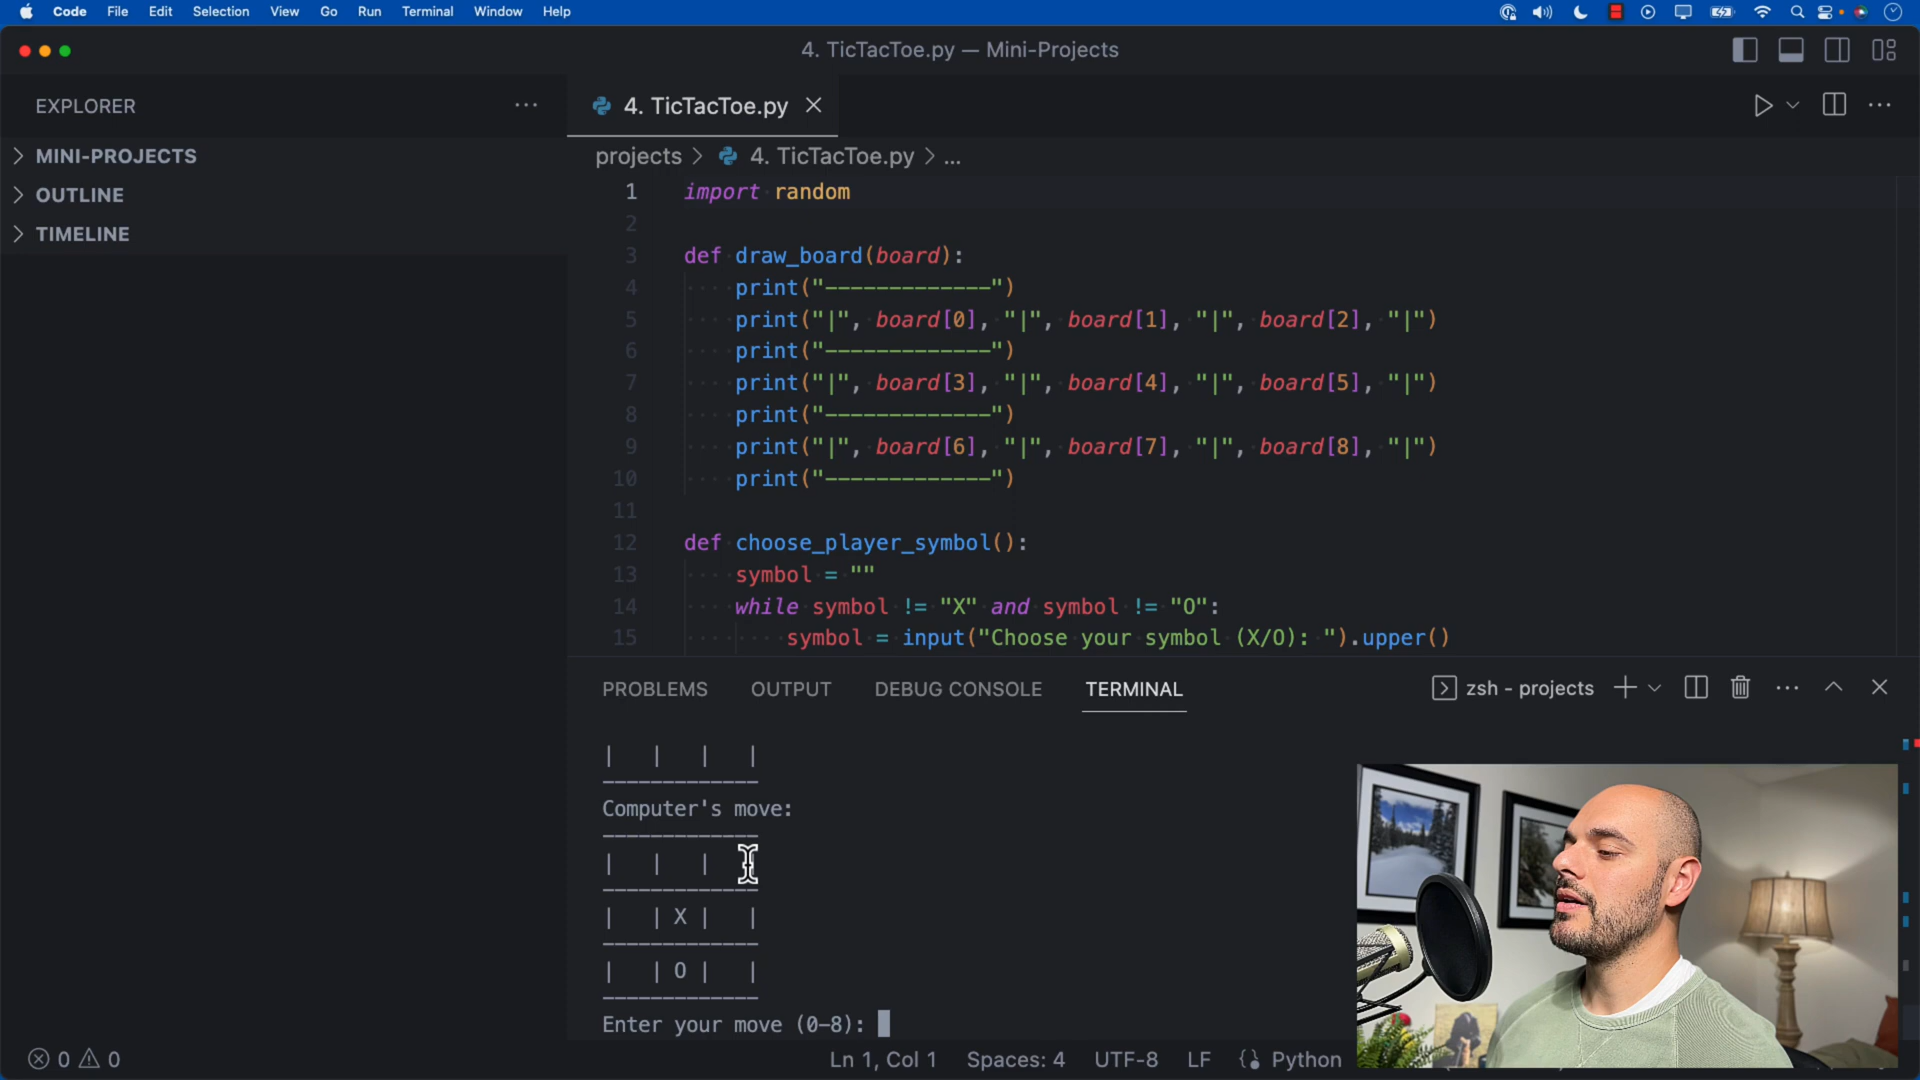 Code File Edit Selection View Go Run Terminal Window Help
4. TicTacToe.py — Mini-Projects
EXPLORER
MINI-PROJECTS
OUTLINE
TIMELINE
4. TicTacToe.py
projects > 4. TicTacToe.py > ...
1 import random
2
3 def draw_board(board):
4 print("-------------")
5 print("|", board[0], "|", board[1], "|", board[2], "|")
6 print("-------------")
7 print("|", board[3], "|", board[4], "|", board[5], "|")
8 print("-------------")
9 print("|", board[6], "|", board[7], "|", board[8], "|")
10 print("-------------")
11
12 def choose_player_symbol():
13 symbol = ""
14 while symbol != "X" and symbol != "O":
15 symbol = input("Choose your symbol (X/O): ").upper()
PROBLEMS OUTPUT DEBUG CONSOLE TERMINAL
zsh - projects
|   |   |   |
-------------
Computer's move:
-------------
|   |   |
-------------
|   | X |   |
-------------
|   | O |   |
-------------
Enter your move (0-8):
0 0
Ln 1, Col 1 Spaces: 4 UTF-8 LF Python